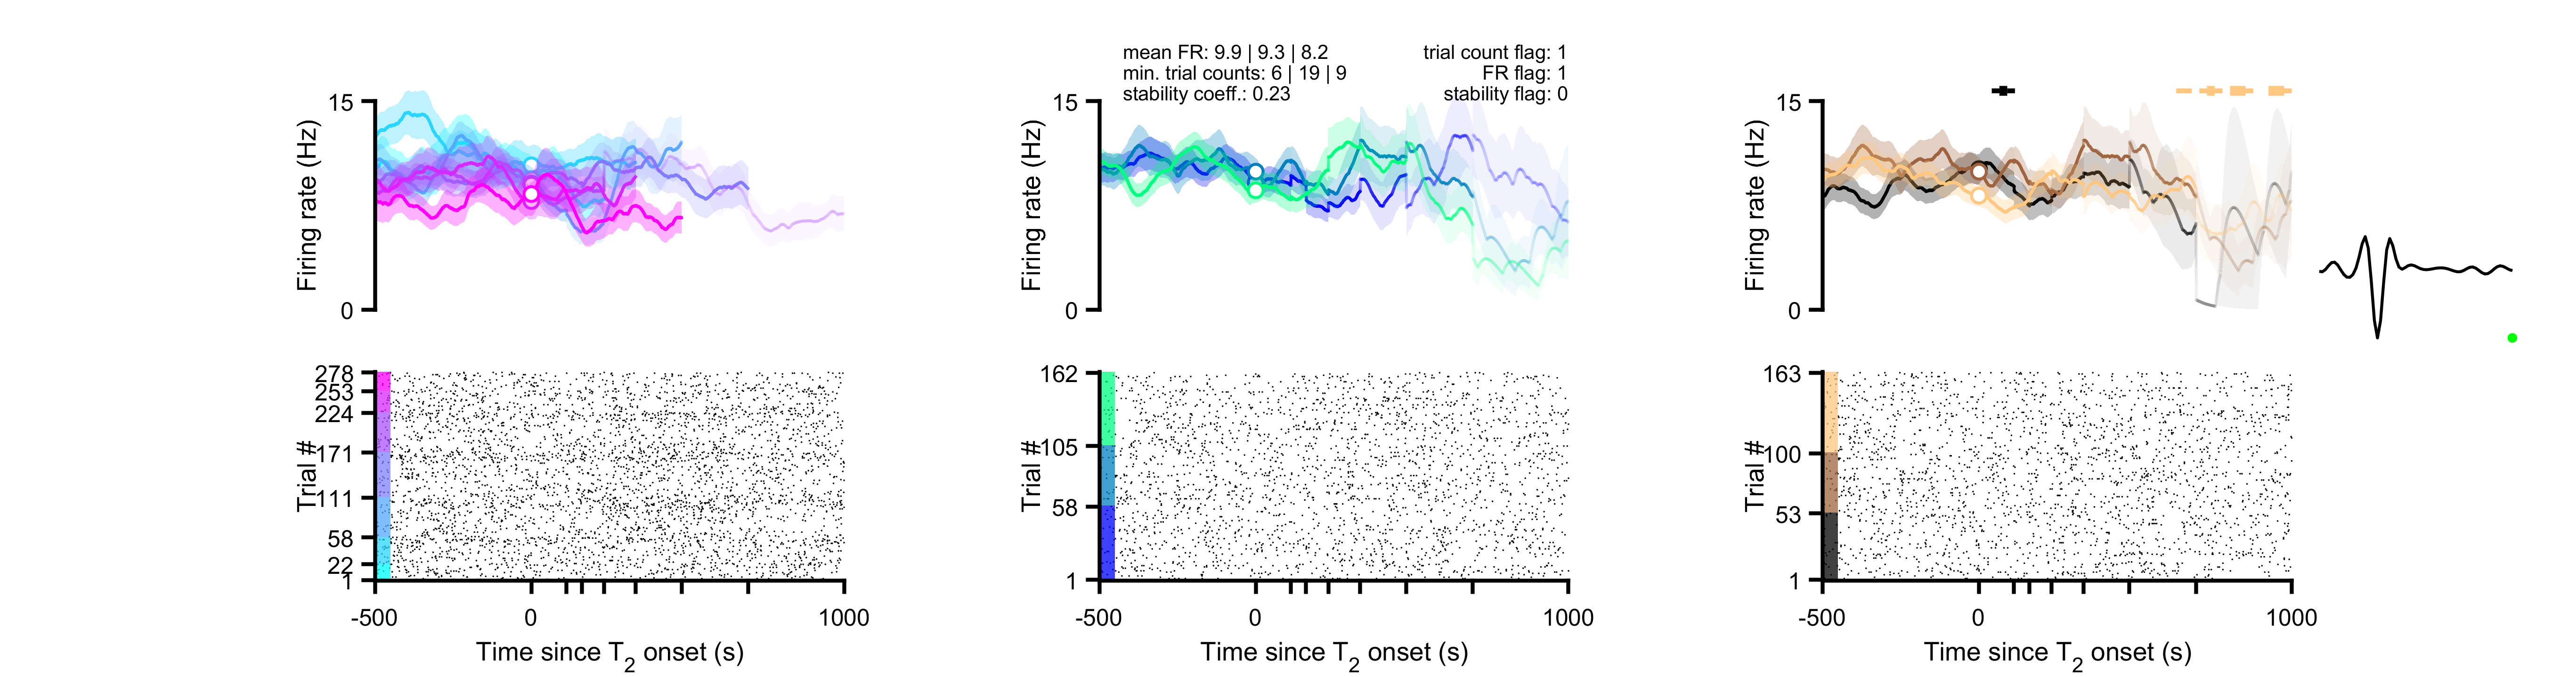 mean FR: 9.9 | 9.3 | 8.2
min. trial counts: 6 | 19 | 9
stability coeff.: 0.23
trial count flag: 1
FR flag: 1
stability flag: 0
15
Firing rate (Hz)
0
15
Firing rate (Hz)
0
15
Firing rate (Hz)
0
278
253
224
171
111
58
22
1
Trial #
-500
0
1000
Time since T2 onset (s)
162
105
58
1
Trial #
-500
0
1000
Time since T2 onset (s)
163
100
53
1
Trial #
-500
0
1000
Time since T2 onset (s)